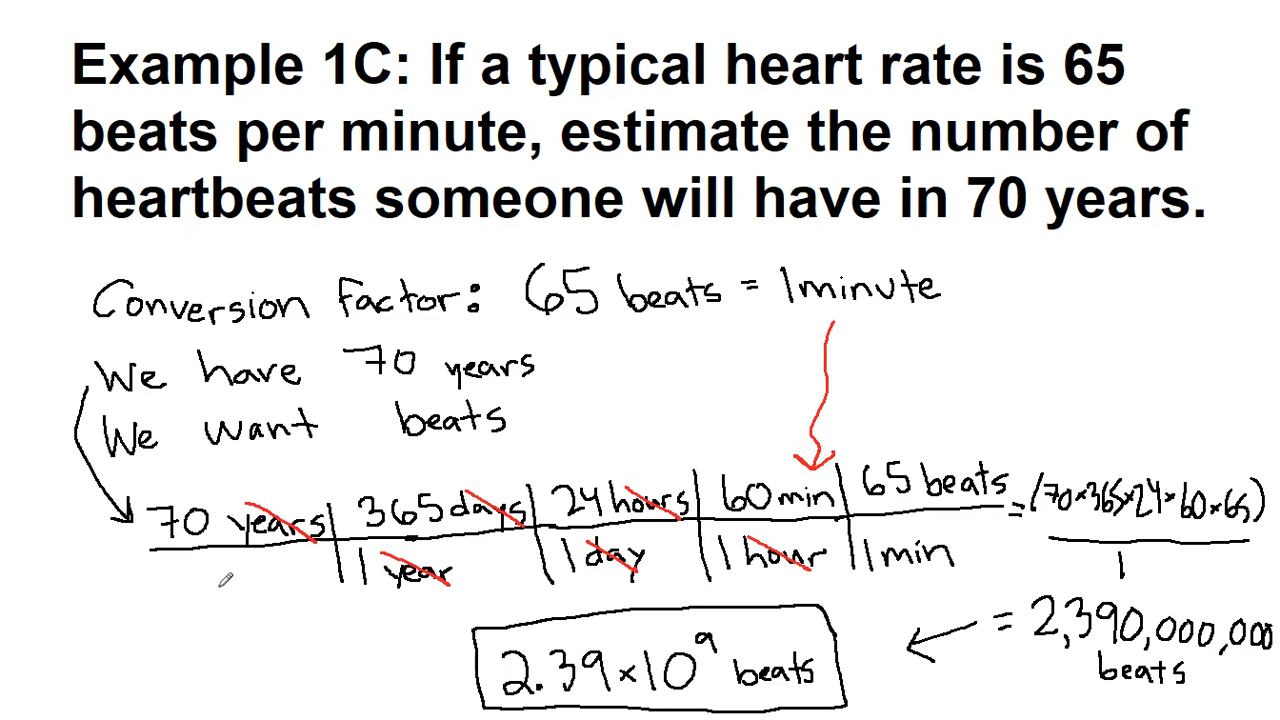 Example 1C: If a typical heart rate is 65
beats per minute, estimate the number of
heartbeats someone will have in 70 years.
Conversion Factor: 65 beats = 1 minute
We have 70 years
We want beats
70 years | 365 days | 24 hours | 60 min | 65 beats = (70×365×24×60×65)
1 year | 1 day | 1 hour | 1 min 1
= 2,390,000,000
beats
2.39×10⁹ beats